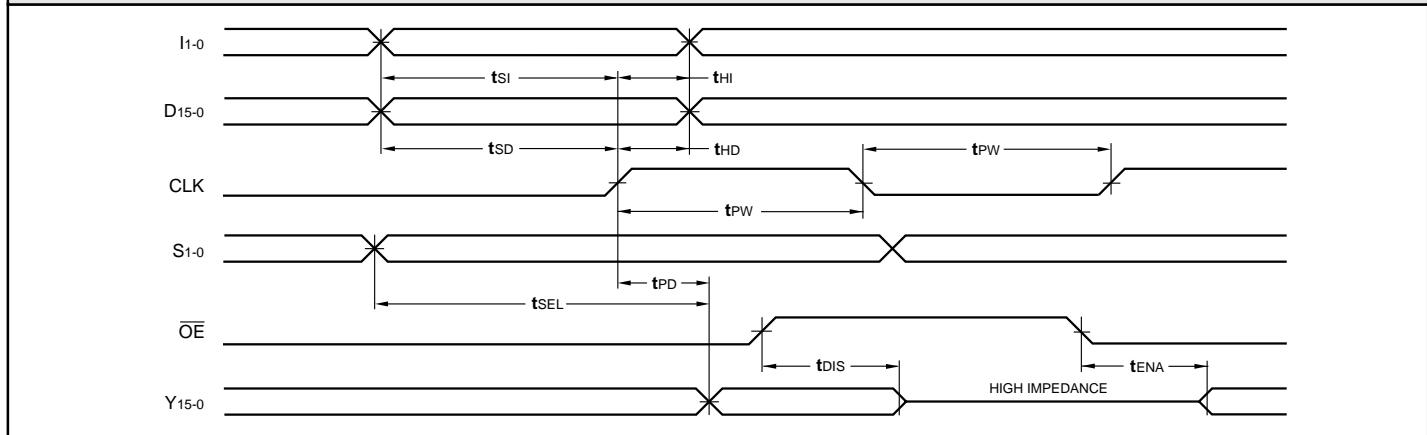 I1-0
tSI
tHI
D15-0
tSD
tHD
tPW
CLK
tPW
S1-0
tPD
tSEL
OE
tDIS
tENA
HIGH IMPEDANCE
Y15-0